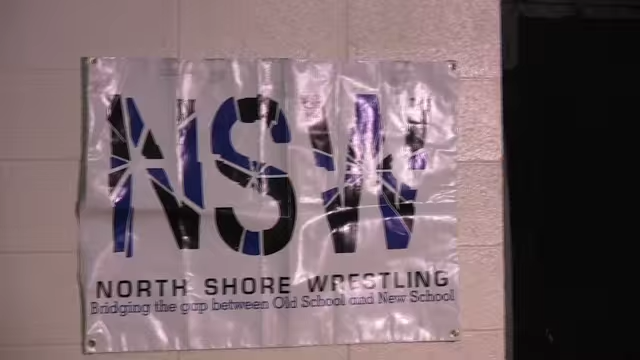 NSW
NORTH SHORE WRESTLING
Bridging the gap between Old School and New School